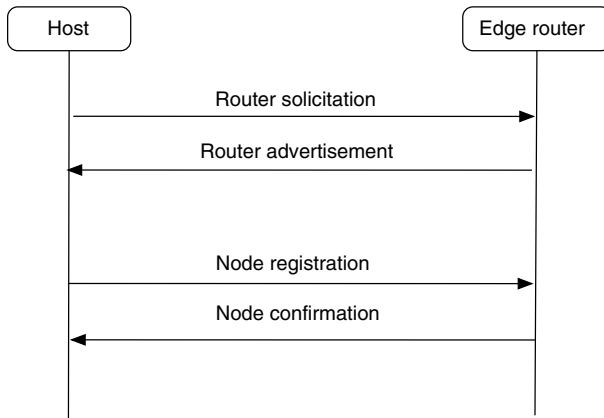 Host
Edge router
Router solicitation
Router advertisement
Node registration
Node confirmation